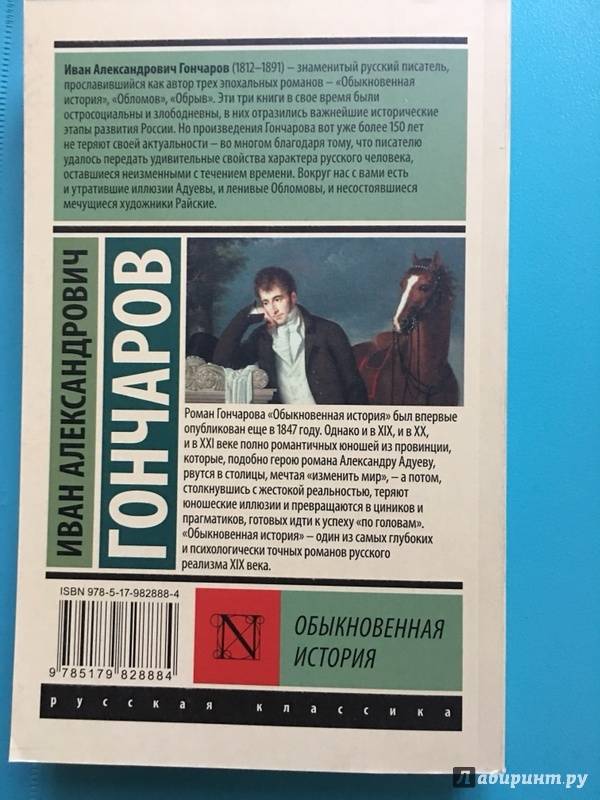 Иван Александрович Гончаров (1812–1891) – знаменитый русский писатель,
прославившийся как автор трех эпохальных романов – «Обыкновенная
история», «Обломов», «Обрыв». Эти три книги в свое время были
остросоциальны и злободневны, в них отразились важнейшие исторические
этапы развития России. Но произведения Гончарова вот уже более 150 лет
не теряют своей актуальности – во многом благодаря тому, что писателю
удалось передать удивительные свойства характера русского человека,
оставшиеся неизменными с течением времени. Вокруг нас с вами есть
и утратившие иллюзии Адуевы, и ленивые Обломовы, и несостоявшиеся
мечущиеся художники Райские.
ИВАН АЛЕКСАНДРОВИЧ
ГОНЧАРОВ
Роман Гончарова «Обыкновенная история» был впервые
опубликован еще в 1847 году. Однако и в XIX, и в XX,
и в XXI веке полно романтичных юношей из провинции,
которые, подобно герою романа Александру Адуеву,
рвутся в столицы, мечтая «изменить мир», – а потом,
столкнувшись с жестокой реальностью, теряют
юношеские иллюзии и превращаются в циников и
прагматиков, готовых идти к успеху «по головам».
«Обыкновенная история» – один из самых глубоких
и психологически точных романов русского
реализма XIX века.
ISBN 978-5-17-982888-4
9 785179 828884
N
ОБЫКНОВЕННАЯ
ИСТОРИЯ
русская классика
Лабиринт.ру